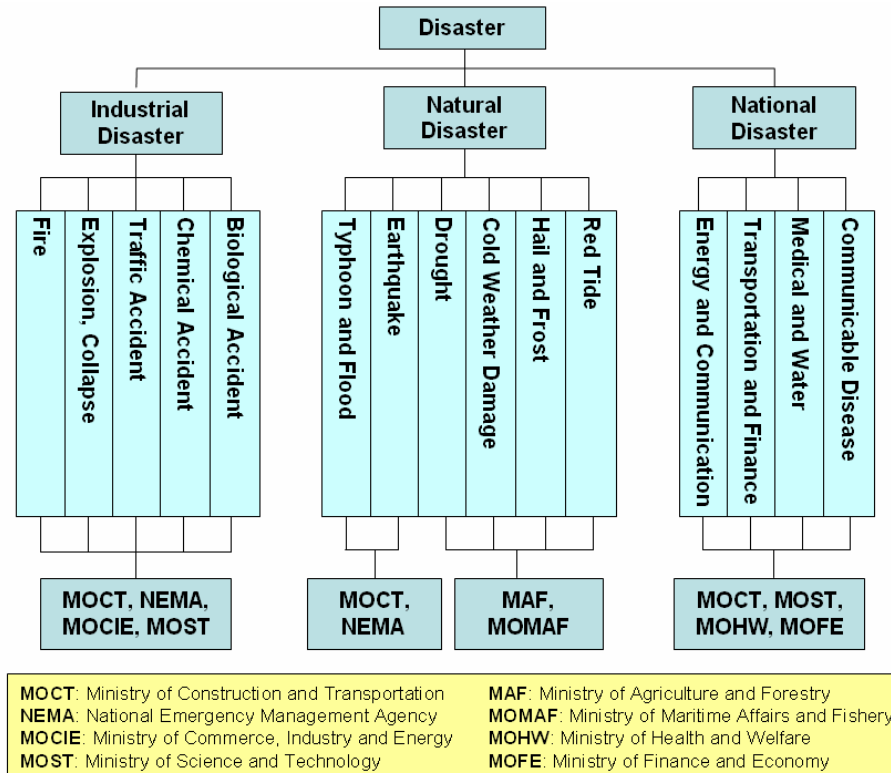 Disaster
Industrial
Disaster
Natural
Disaster
National
Disaster
Fire
Explosion, Collapse
Traffic Accident
Chemical Accident
Biological Accident
Typhoon and Flood
Earthquake
Drought
Cold Weather Damage
Hail and Frost
Red Tide
Energy and Communication
Transportation and Finance
Medical and Water
Communicable Disease
MOCT, NEMA,
MOCIE, MOST
MOCT,
NEMA
MAF,
MOMAF
MOCT, MOST,
MOHW, MOFE
MOCT: Ministry of Construction and Transportation
NEMA: National Emergency Management Agency
MOCIE: Ministry of Commerce, Industry and Energy
MOST: Ministry of Science and Technology
MAF: Ministry of Agriculture and Forestry
MOMAF: Ministry of Maritime Affairs and Fishery
MOHW: Ministry of Health and Welfare
MOFE: Ministry of Finance and Economy